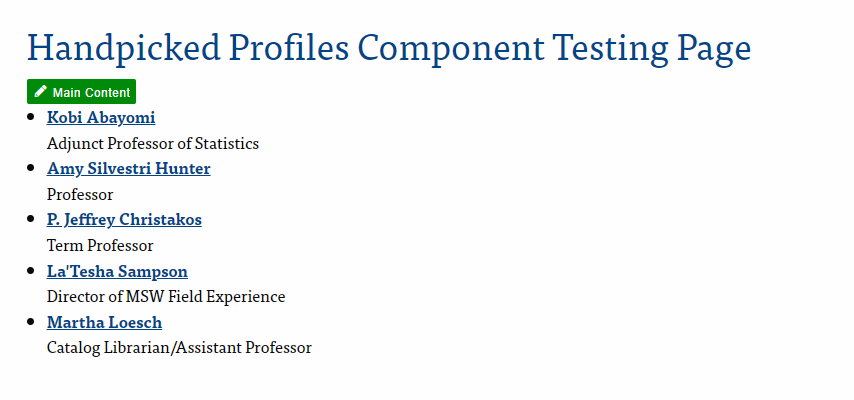 Handpicked Profiles Component Testing Page
Main Content
Kobi Abayomi
Adjunct Professor of Statistics
Amy Silvestri Hunter
Professor
P. Jeffrey Christakos
Term Professor
La'Tesha Sampson
Director of MSW Field Experience
Martha Loesch
Catalog Librarian/Assistant Professor